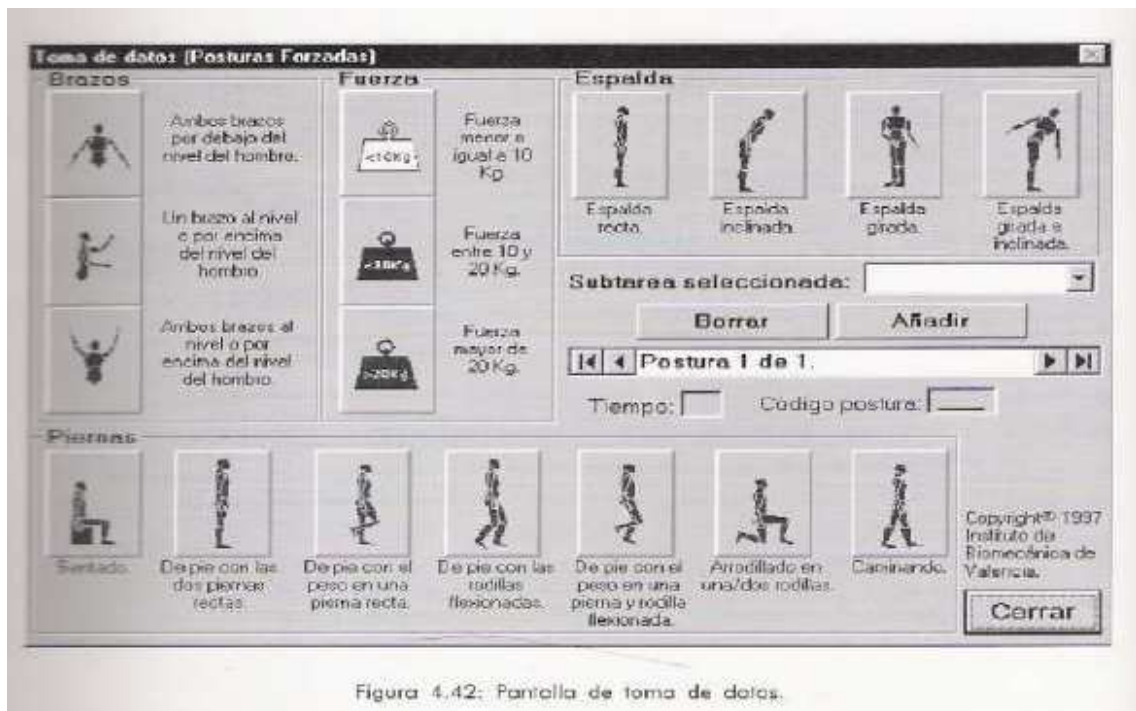 Toma de datos (Posturas Forzadas)
Brazos
Ambos brazos
por debajo del
nivel del hombro.
Un brazo al nivel
o por encima
del nivel del
hombro
Ambos brazos al
nivel o por
encima del nivel
del hombro.
Fuerza
<10Kg
Fuerza
menor o
igual a 10
Kg
Fuerza
entre 10 y
20 Kg.
>20Kg
Fuerza
mayor de
20 Kg.
Espalda
Espalda
recta.
Espalda
inclinada.
Espalda
girada.
Espalda
girada e
inclinada.
Subtarea seleccionada:
Borrar
Añadir
Postura 1 de 1.
Tiempo:
Código postura:
Piernas
Sentado.
De pie con las
dos piernas
rectas.
De pie con el
peso en una
pierna recta.
De pie con las
rodillas
flexionadas.
De pie con el
peso en una
pierna y rodilla
flexionada.
Arrodillado en
una/dos rodillas.
Caminando.
Copyright© 1997
Instituto de
Biomecánica de
Valencia.
Cerrar
Figura 4.42: Pantalla de toma de datos.